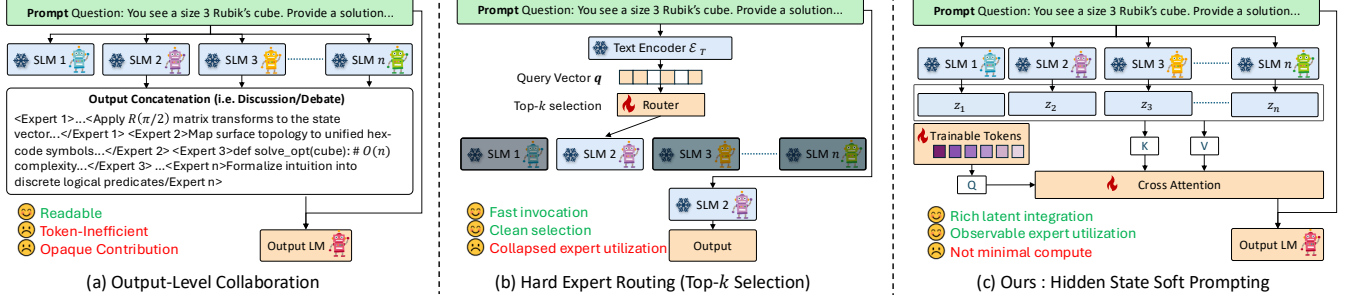 Prompt Question: You see a size 3 Rubik's cube. Provide a solution...
SLM 1
SLM 2
SLM 3
SLM n
Output Concatenation (i.e. Discussion/Debate)
<Expert 1>...Apply R(π/2) matrix transforms to the state
vector...</Expert 1> <Expert 2>Map surface topology to unified hex-
code symbols...</Expert 2> <Expert 3>def solve_opt(cube): # O(n)
complexity...</Expert 3> ...<Expert n>Formalize intuition into
discrete logical predicates/Expert n>
Readable
Token-Inefficient
Opaque Contribution
Output LM
(a) Output-Level Collaboration
Prompt Question: You see a size 3 Rubik's cube. Provide a solution...
Text Encoder ℰ_T
Query Vector q
Top-k selection
Router
SLM 1
SLM 2
SLM 3
SLM n
SLM 2
Output
Fast invocation
Clean selection
Collapsed expert utilization
(b) Hard Expert Routing (Top-k Selection)
Prompt Question: You see a size 3 Rubik's cube. Provide a solution...
SLM 1
SLM 2
SLM 3
SLM n
z₁
z₂
z₃
zₙ
Trainable Tokens
K
V
Q
Cross Attention
Rich latent integration
Observable expert utilization
Not minimal compute
Output LM
(c) Ours : Hidden State Soft Prompting